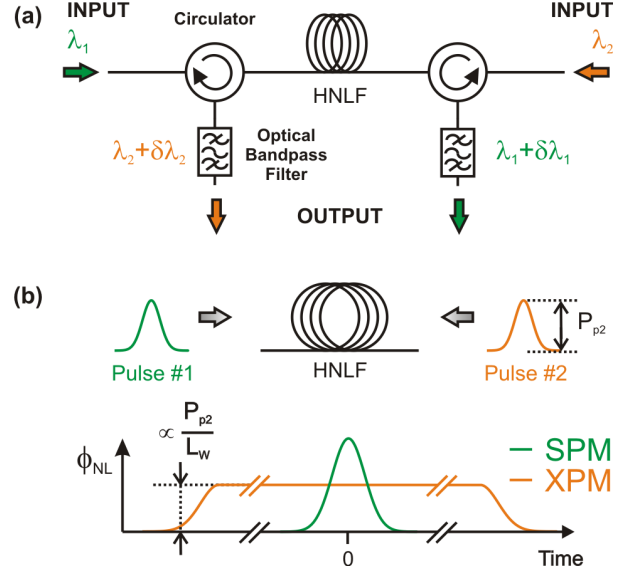 (a)
INPUT
Circulator
INPUT
λ1
λ2
HNLF
λ2+δλ2
Optical
Bandpass
Filter
λ1+δλ1
OUTPUT
(b)
Pp2
Pulse #1
HNLF
Pulse #2
∝ Pp2
LW
ϕNL
SPM
XPM
0
Time